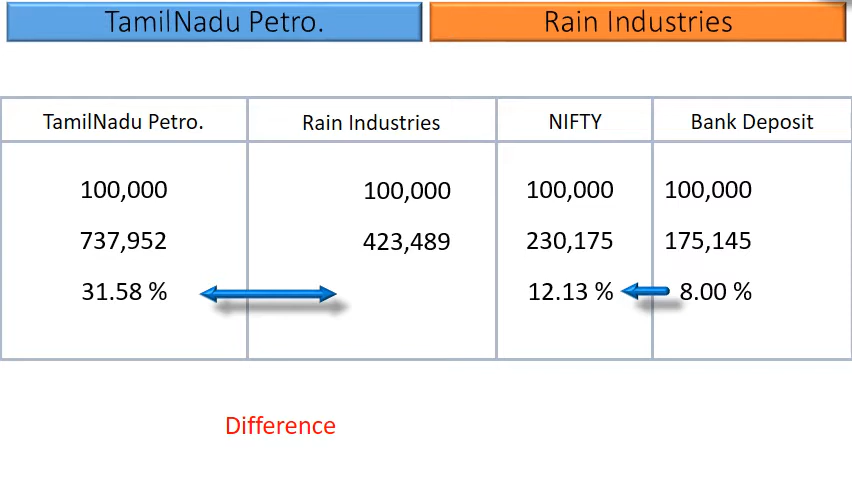 TamilNadu Petro. Rain Industries
TamilNadu Petro. Rain Industries NIFTY Bank Deposit
100,000 100,000 100,000 100,000
737,952 423,489 230,175 175,145
31.58 % 12.13 % 8.00 %
Difference